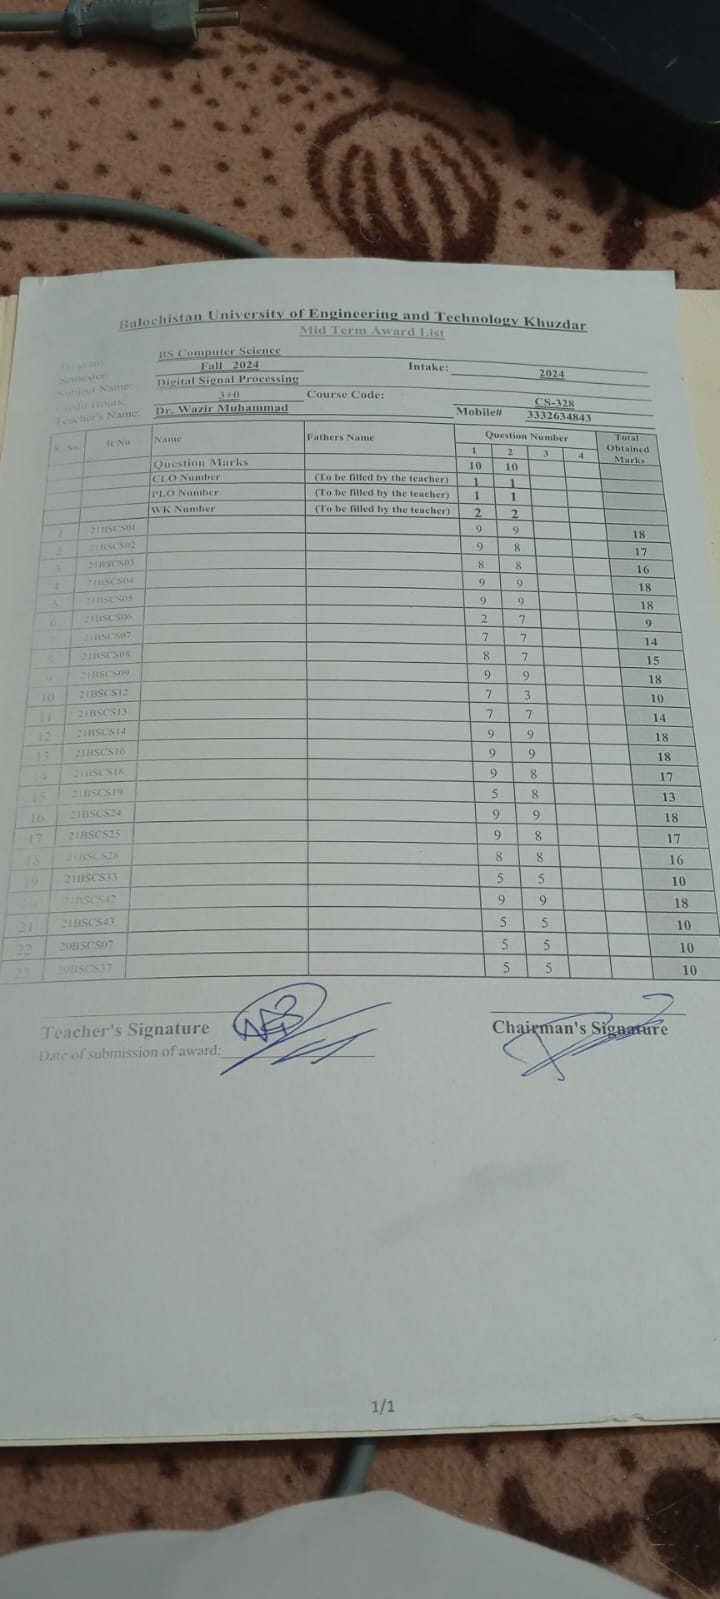 Balochistan University of Engineering and Technology Khuzdar
Mid Term Award List
Program: BS Computer Science
Semester: Fall 2024 Intake: 2024
Subject Name: Digital Signal Processing
Credit Hours: 3+0 Course Code: CS-328
Teacher's Name: Dr. Wazir Muhammad Mobile# 3332634843
S. No. R No Name Fathers Name Question Number Total Obtained Marks
1 2 3 4
Question Marks 10 10
CLO Number (To be filled by the teacher) 1 1
PLO Number (To be filled by the teacher) 1 1
WK Number (To be filled by the teacher) 2 2
1 21BSCS01 9 9 18
2 21BSCS02 9 8 17
3 21BSCS03 8 8 16
4 21BSCS04 9 9 18
5 21BSCS05 9 9 18
6 21BSCS06 2 7 9
21BSCS07 7 7 14
8 21BSCS08 8 7 15
9 21BSCS09 9 9 18
10 21BSCS12 7 3 10
11 21BSCS13 7 7 14
12 21BSCS14 9 9 18
13 21BSCS16 9 9 18
14 21BSCS18 9 8 17
15 21BSCS19 5 8 13
16 21BSCS24 9 9 18
17 21BSCS25 9 8 17
18 21BSCS28 8 8 16
19 21BSCS33 5 5 10
20 21BSCS42 9 9 18
21 21BSCS43 5 5 10
22 20BSCS07 5 5 10
23 20BSCS37 5 5 10
Teacher's Signature Chairman's Signature
Date of submission of award:
1/1